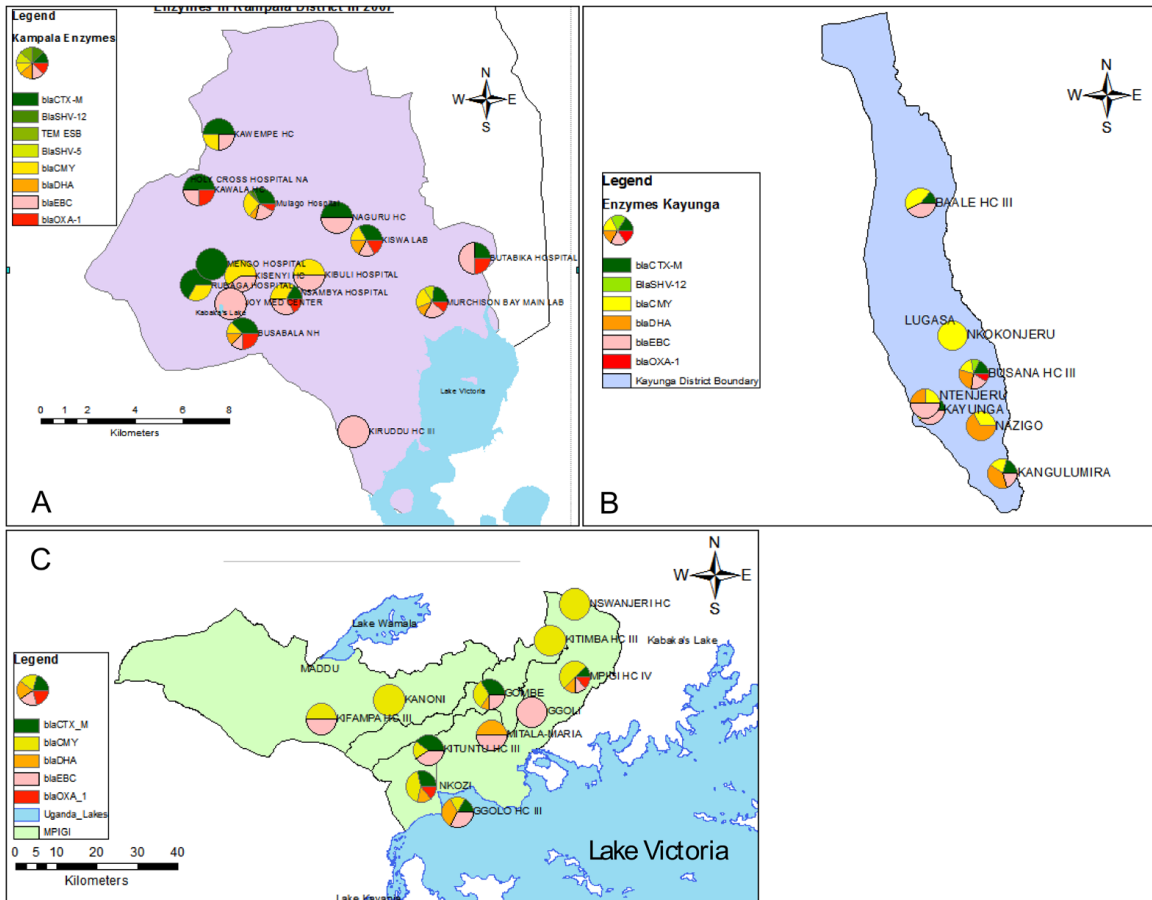 Enzymes in Kampala District in 2007
Legend
Kampala Enzymes
blaCTX-M
BlaSHV-12
TEM ESB
BlaSHV-5
blaCMY
blaDHA
blaEBC
blaOXA-1
N
W E
S
KAWEMPE HC
HOLY CROSS HOSPITAL NA
KAWALA HC
Mulago Hospital
NAGURU HC
KISWA LAB
BUTABIKA HOSPITAL
MENGO HOSPITAL
KISENYI HC
KIBULI HOSPITAL
RUBAGA HOSPITAL
NSAMBYA HOSPITAL
JOY MED CENTER
MURCHISON BAY MAIN LAB
Kabaka's Lake
BUSABALA NH
Lake Victoria
0 1 2 4 6 8
Kilometers
KIRUDDU HC III
A
N
W E
S
Legend
Enzymes Kayunga
blaCTX-M
BlaSHV-12
blaCMY
blaDHA
blaEBC
blaOXA-1
Kayunga District Boundary
BAALE HC III
LUGASA
NKOKONJERU
BUSANA HC III
NTENJERU
KAYUNGA
NAZIGO
KANGULUMIRA
B
C
N
W E
S
Legend
blaCTX_M
blaCMY
blaDHA
blaEBC
blaOXA_1
Uganda_Lakes
MPIGI
0 5 10 20 30 40
Kilometers
NSWANJERI HC
Lake Wamala
KITIMBA HC III
Kabaka's Lake
MADDU
MPIGI HC IV
KANONI
GOMBE
GGOLI
KIFAMPA HC III
MITALA-MARIA
KITUNTU HC III
NKOZI
GGOLO HC III
Lake Victoria